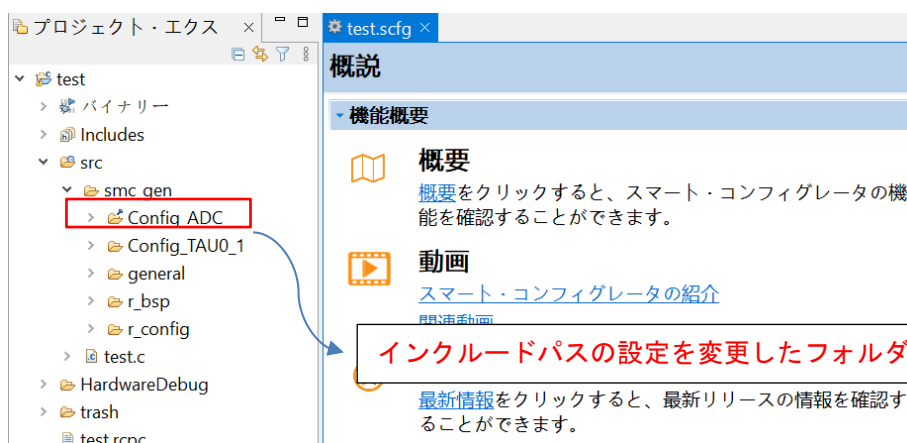 プロジェクト・エクス
test
バイナリー
Includes
src
smc_gen
Config_ADC
Config_TAU0_1
general
r_bsp
r_config
test.c
HardwareDebug
trash
test.rcpc
test.scfg
概説
機能概要
概要
概要をクリックすると、スマート・コンフィグレータの機
能を確認することができます。
動画
スマート・コンフィグレータの紹介
関連動画
インクルードパスの設定を変更したフォルダ
最新情報をクリックすると、最新リリースの情報を確認す
ることができます。